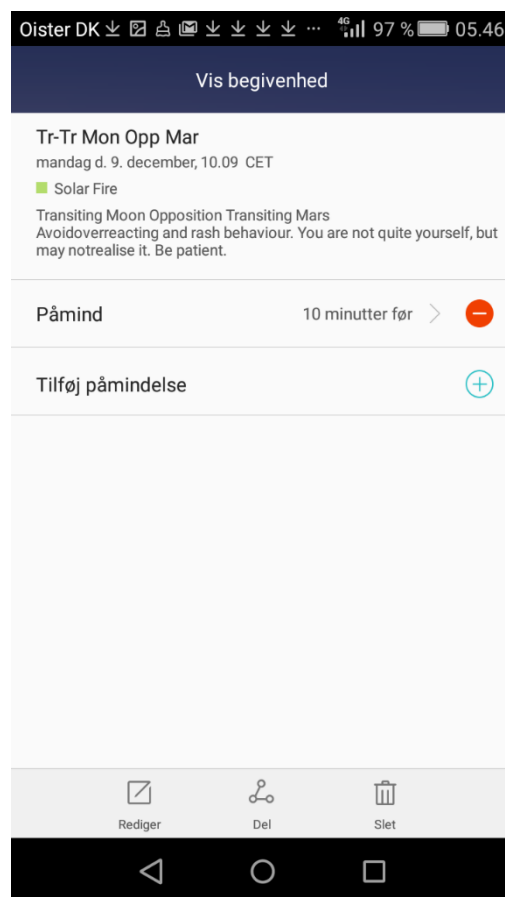 Oister DK 4G 97 % 05.46
Vis begivenhed
Tr-Tr Mon Opp Mar
mandag d. 9. december, 10.09 CET
Solar Fire
Transiting Moon Opposition Transiting Mars
Avoidoverreacting and rash behaviour. You are not quite yourself, but
may notrealise it. Be patient.
Påmind 10 minutter før
Tilføj påmindelse
Rediger Del Slet